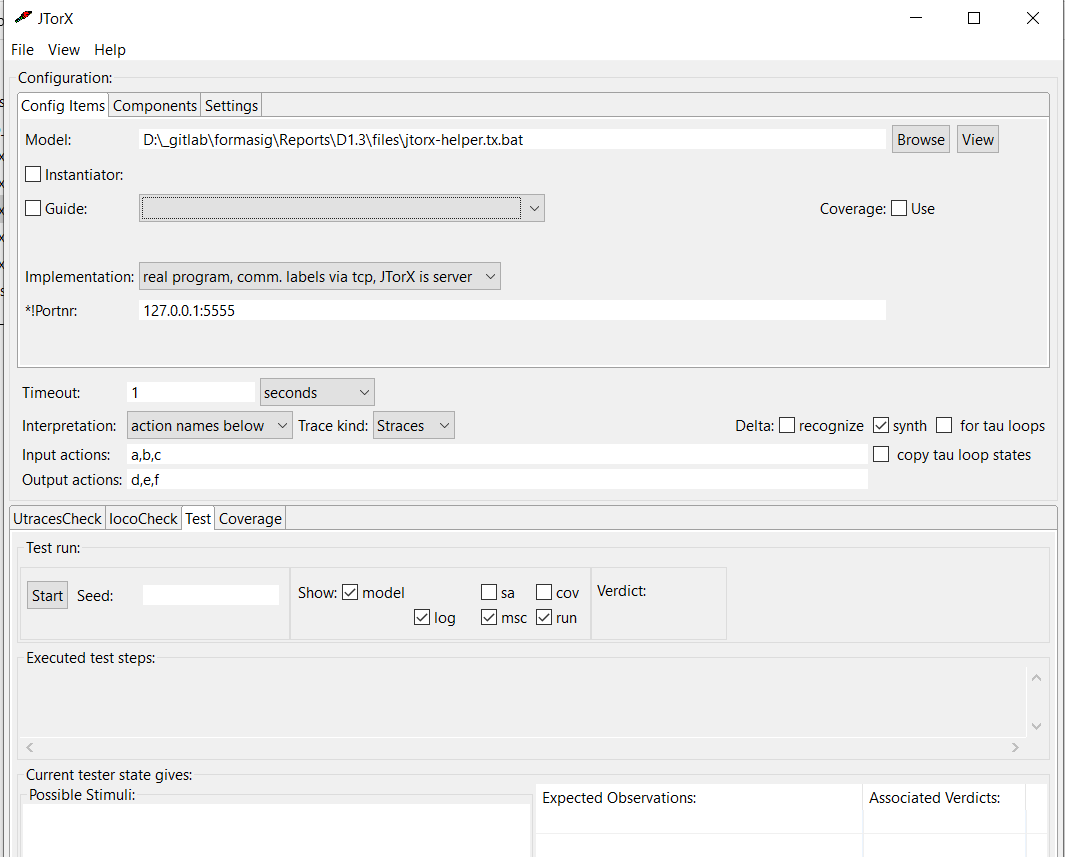 JTorX
File View Help
Configuration:
Config Items Components Settings
Model: D:\_gitlab\formasig\Reports\D1.3\files\jtorx-helper.tx.bat Browse View
Instantiator:
Guide: Coverage: Use
Implementation: real program, comm. labels via tcp, JTorX is server
*!Portnr: 127.0.0.1:5555
Timeout: 1 seconds
Interpretation: action names below Trace kind: Straces Delta: recognize synth for tau loops
Input actions: a,b,c copy tau loop states
Output actions: d,e,f
UtracesCheck IocoCheck Test Coverage
Test run:
Start Seed: Show: model sa cov Verdict:
log msc run
Executed test steps:
Current tester state gives:
Possible Stimuli: Expected Observations: Associated Verdicts: